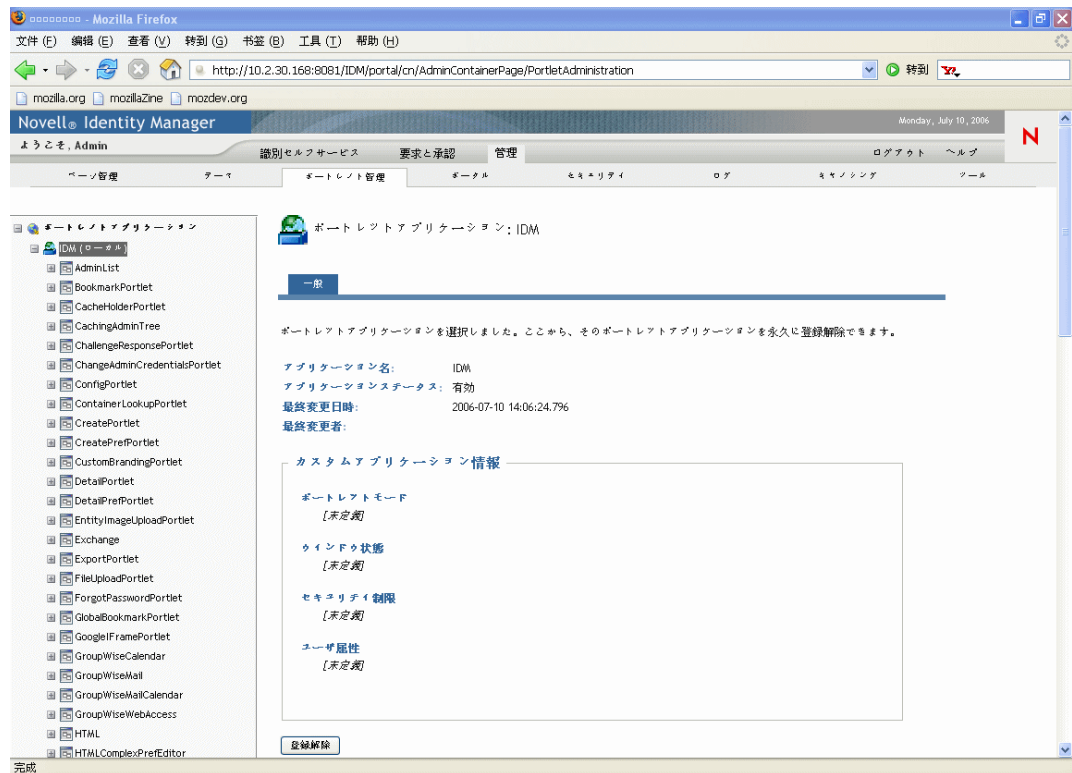 - Mozilla Firefox
文件 (F) 编辑 (E) 查看 (V) 转到 (G) 书签 (B) 工具 (T) 帮助 (H)
http://10.2.30.168:8081/IDM/portal/cn/AdminContainerPage/PortletAdministration 转到
mozilla.org mozillaZine mozdev.org
Novell® Identity Manager Monday, July 10, 2006
ようこそ, Admin
識別セルフサービス 要求と承認 管理 ログアウト ヘルプ N
ページ管理 テーマ ポートレット管理 ポータル セキュリティ ログ キャッシング ツール
ポートレットアプリケーション
IDM (ローカル)
AdminList
BookmarkPortlet
CacheHolderPortlet
CachingAdminTree
ChallengeResponsePortlet
ChangeAdminCredentialsPortlet
ConfigPortlet
ContainerLookupPortlet
CreatePortlet
CreatePrefPortlet
CustomBrandingPortlet
DetailPortlet
DetailPrefPortlet
EntityImageUploadPortlet
Exchange
ExportPortlet
FileUploadPortlet
ForgotPasswordPortlet
GlobalBookmarkPortlet
GoogleIFramePortlet
GroupWiseCalendar
GroupWiseMail
GroupWiseMailCalendar
GroupWiseWebAccess
HTML
HTMLComplexPrefEditor
ポートレットアプリケーション: IDM
一般
ポートレットアプリケーションを選択しました。ここから、そのポートレットアプリケーションを永久に登録解除できます。
アプリケーション名: IDM
アプリケーションステータス: 有効
最終変更日時: 2006-07-10 14:06:24.796
最終変更者:
カスタムアプリケーション情報
ポートレットモード
[未定義]
ウインドウ状態
[未定義]
セキュリティ制限
[未定義]
ユーザ属性
[未定義]
登録解除
完成